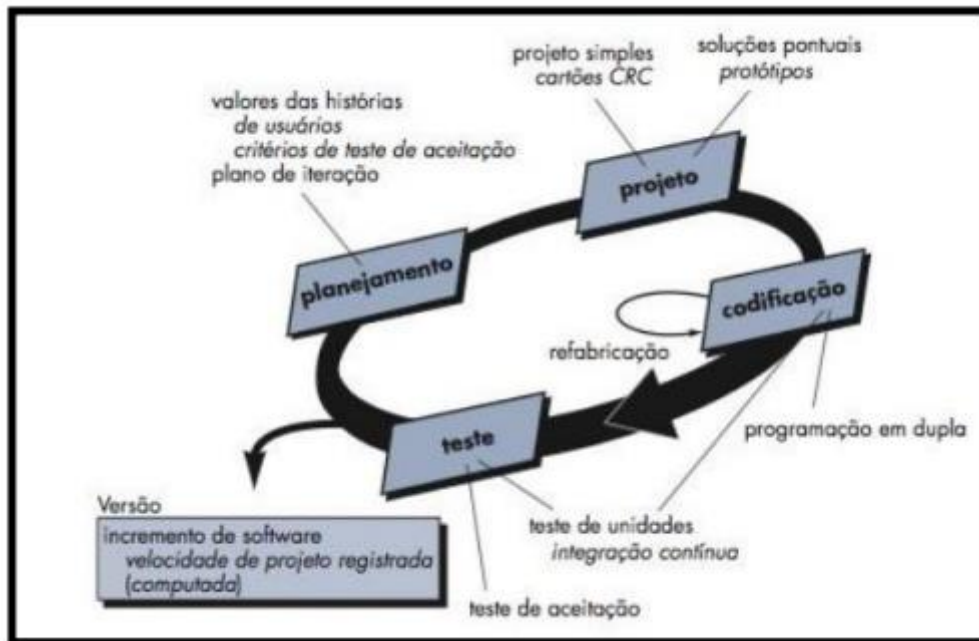 projeto simples
cartões CRC
soluções pontuais
protótipos
valores das histórias
de usuários
critérios de teste de aceitação
plano de iteração
projeto
planejamento
codificação
refabricação
programação em dupla
teste
teste de unidades
integração contínua
teste de aceitação
Versão
incremento de software
velocidade de projeto registrada
(computada)